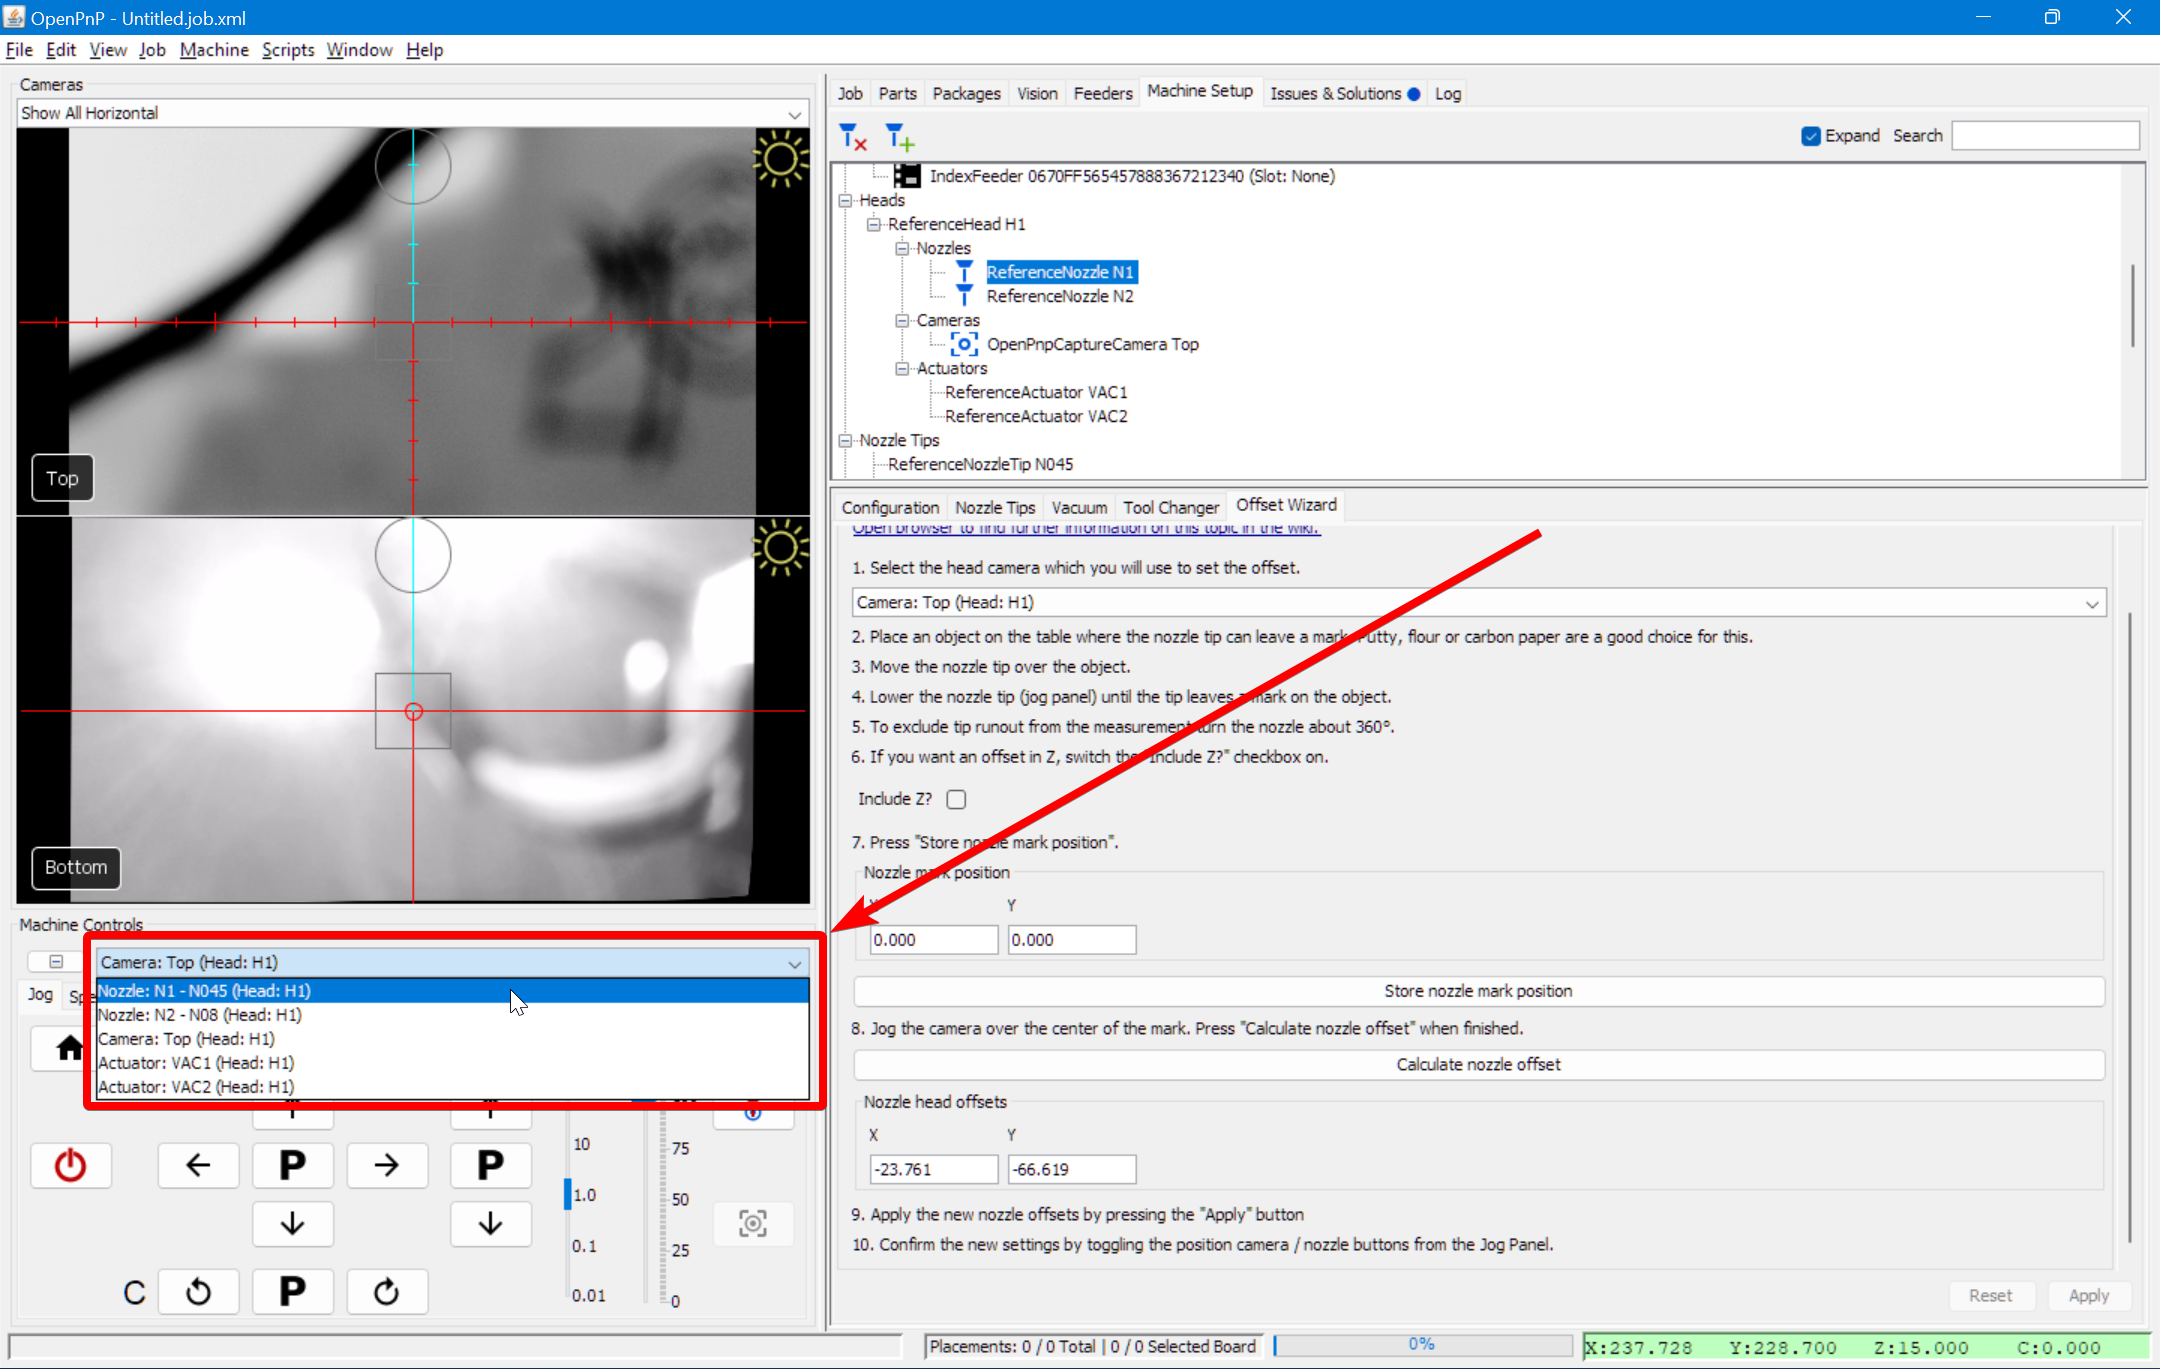 OpenPnP - Untitled.job.xml
File Edit View Job Machine Scripts Window Help
Cameras
Show All Horizontal
Top
Bottom
Machine Controls
Camera: Top (Head: H1)
Jog
Nozzle: N1 - N045 (Head: H1)
Nozzle: N2 - N08 (Head: H1)
Camera: Top (Head: H1)
Actuator: VAC1 (Head: H1)
Actuator: VAC2 (Head: H1)
10
1.0
0.1
0.01
75
50
25
0
P
P
C
P
Job Parts Packages Vision Feeders Machine Setup Issues & Solutions Log
Expand Search
IndexFeeder 0670FF565457888367212340 (Slot: None)
Heads
ReferenceHead H1
Nozzles
ReferenceNozzle N1
ReferenceNozzle N2
Cameras
OpenPnpCaptureCamera Top
Actuators
ReferenceActuator VAC1
ReferenceActuator VAC2
Nozzle Tips
ReferenceNozzleTip N045
Configuration Nozzle Tips Vacuum Tool Changer Offset Wizard
Open browser to find further information on this topic in the wiki.
1. Select the head camera which you will use to set the offset.
Camera: Top (Head: H1)
2. Place an object on the table where the nozzle tip can leave a mark. Putty, flour or carbon paper are a good choice for this.
3. Move the nozzle tip over the object.
4. Lower the nozzle tip (jog panel) until the tip leaves a mark on the object.
5. To exclude tip runout from the measurement turn the nozzle about 360°.
6. If you want an offset in Z, switch the "Include Z?" checkbox on.
Include Z?
7. Press "Store nozzle mark position".
Nozzle mark position
X Y
0.000 0.000
Store nozzle mark position
8. Jog the camera over the center of the mark. Press "Calculate nozzle offset" when finished.
Calculate nozzle offset
Nozzle head offsets
X Y
-23.761 -66.619
9. Apply the new nozzle offsets by pressing the "Apply" button
10. Confirm the new settings by toggling the position camera / nozzle buttons from the Jog Panel.
Reset Apply
Placements: 0 / 0 Total | 0 / 0 Selected Board
0%
X:237.728 Y:228.700 Z:15.000 C:0.000